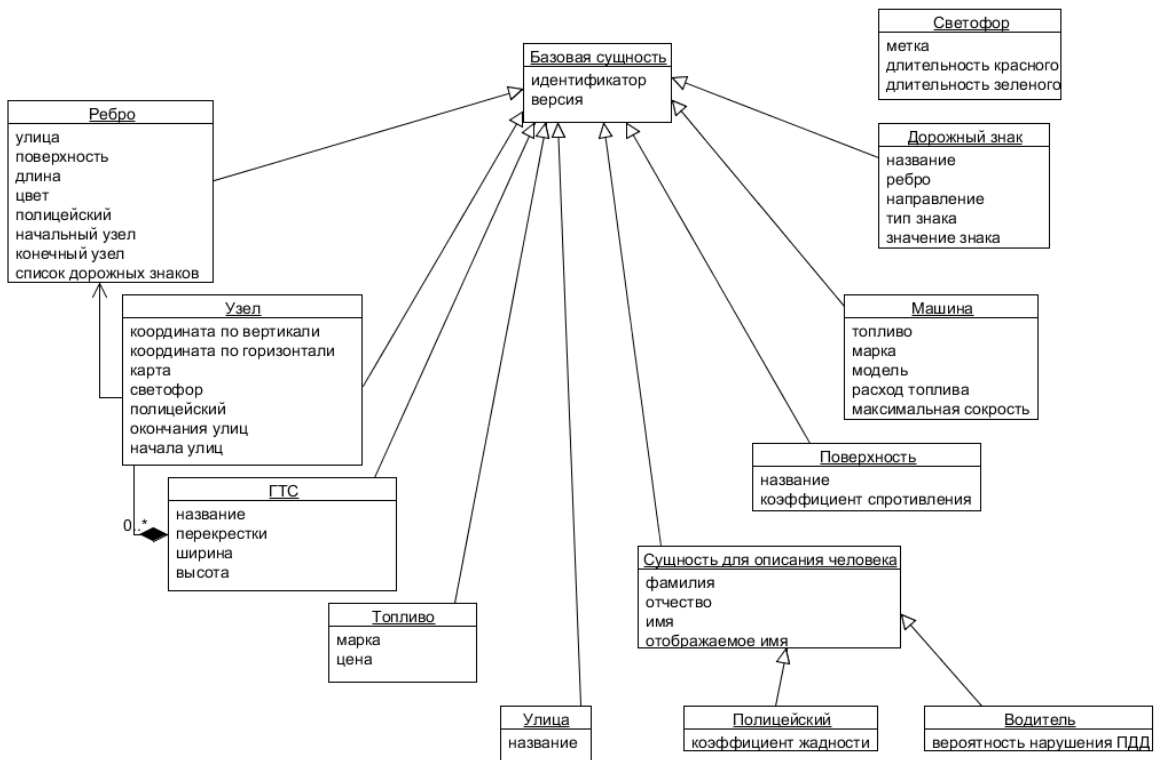 Светофор
метка
длительность красного
длительность зеленого
Базовая сущность
идентификатор
версия
Ребро
улица
поверхность
длина
цвет
полицейский
начальный узел
конечный узел
список дорожных знаков
Дорожный знак
название
ребро
направление
тип знака
значение знака
Узел
координата по вертикали
координата по горизонтали
карта
светофор
полицейский
окончания улиц
начала улиц
Машина
топливо
марка
модель
расход топлива
максимальная сокрость
Поверхность
название
коэффициент спротивления
ГТС
название
перекрестки
ширина
высота
0..*
Сущность для описания человека
фамилия
отчество
имя
отображаемое имя
Топливо
марка
цена
Улица
название
Полицейский
коэффициент жадности
Водитель
вероятность нарушения ПДД